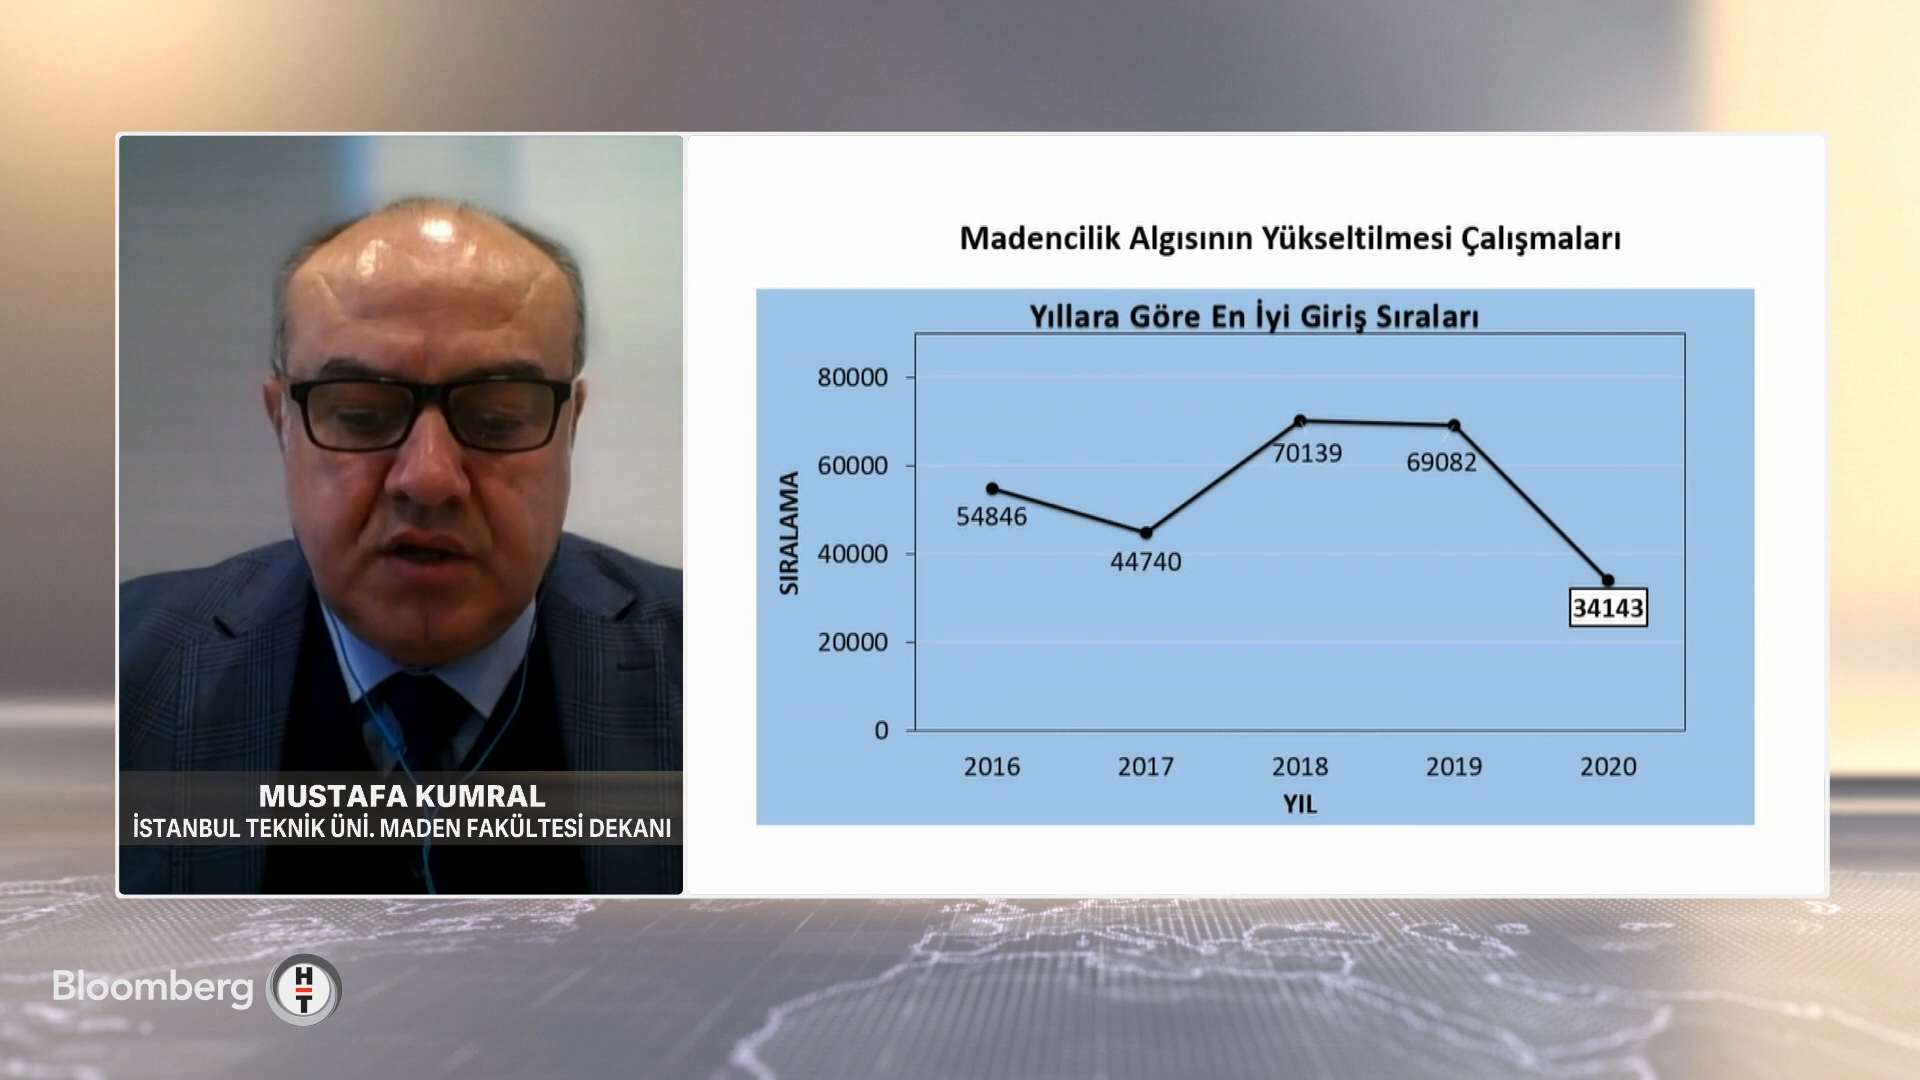 Madencilik Algısının Yükseltilmesi Çalışmaları
Yıllara Göre En İyi Giriş Sıraları
SIRALAMA
80000
60000
40000
20000
0
54846
44740
70139
69082
34143
2016 2017 2018 2019 2020
YIL
MUSTAFA KUMRAL
İSTANBUL TEKNİK ÜNİ. MADEN FAKÜLTESİ DEKANI
Bloomberg HT